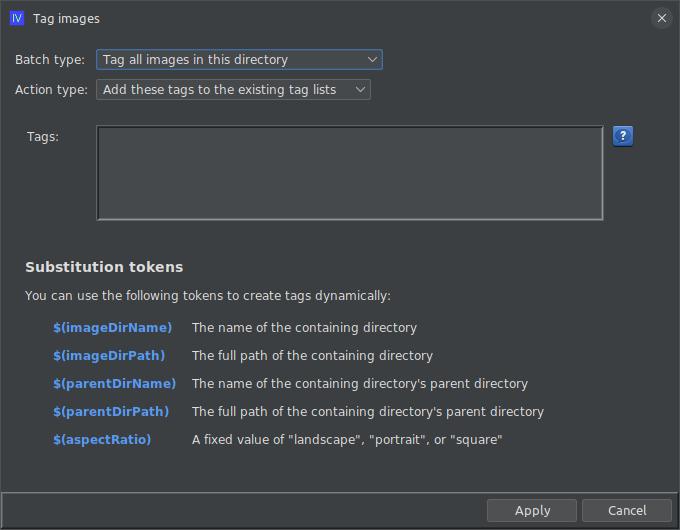 IV Tag images
Batch type: Tag all images in this directory
Action type: Add these tags to the existing tag lists
Tags: ?
Substitution tokens
You can use the following tokens to create tags dynamically:
$(imageDirName) The name of the containing directory
$(imageDirPath) The full path of the containing directory
$(parentDirName) The name of the containing directory's parent directory
$(parentDirPath) The full path of the containing directory's parent directory
$(aspectRatio) A fixed value of "landscape", "portrait", or "square"
Apply Cancel